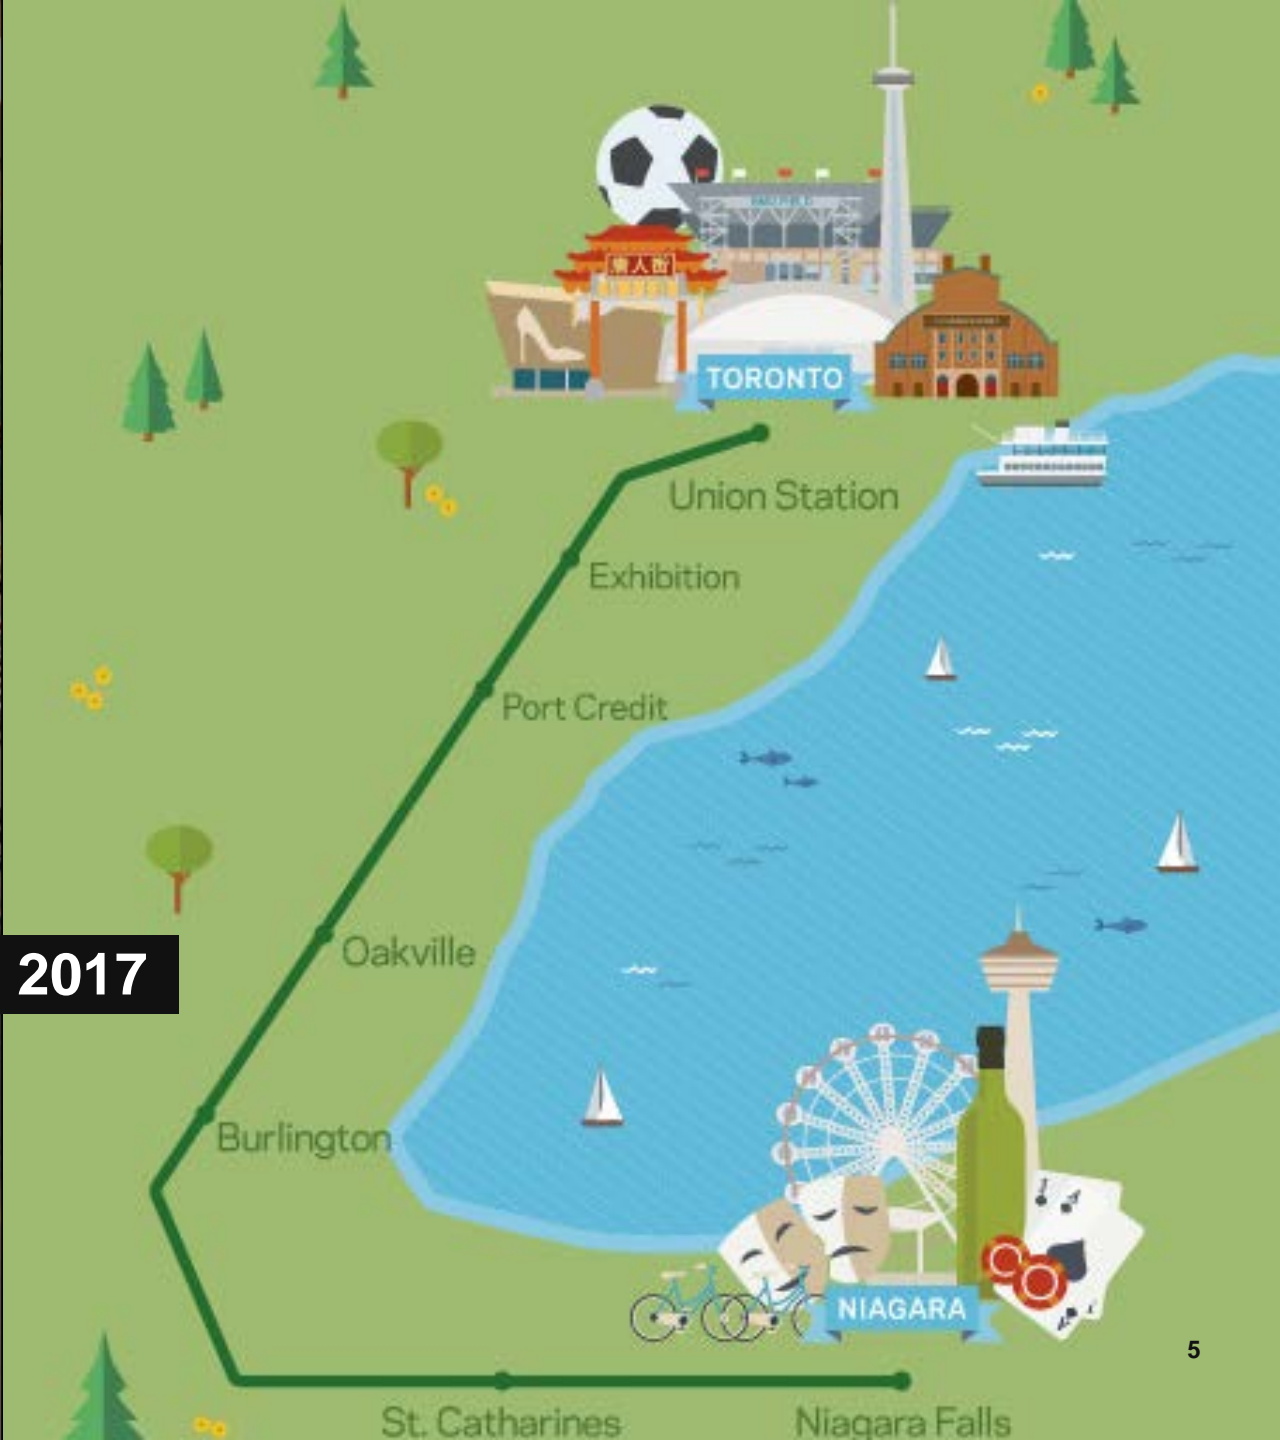 TORONTO
Union Station
Exhibition
Port Credit
Oakville
2017
Burlington
NIAGARA
5
St. Catharines
Niagara Falls